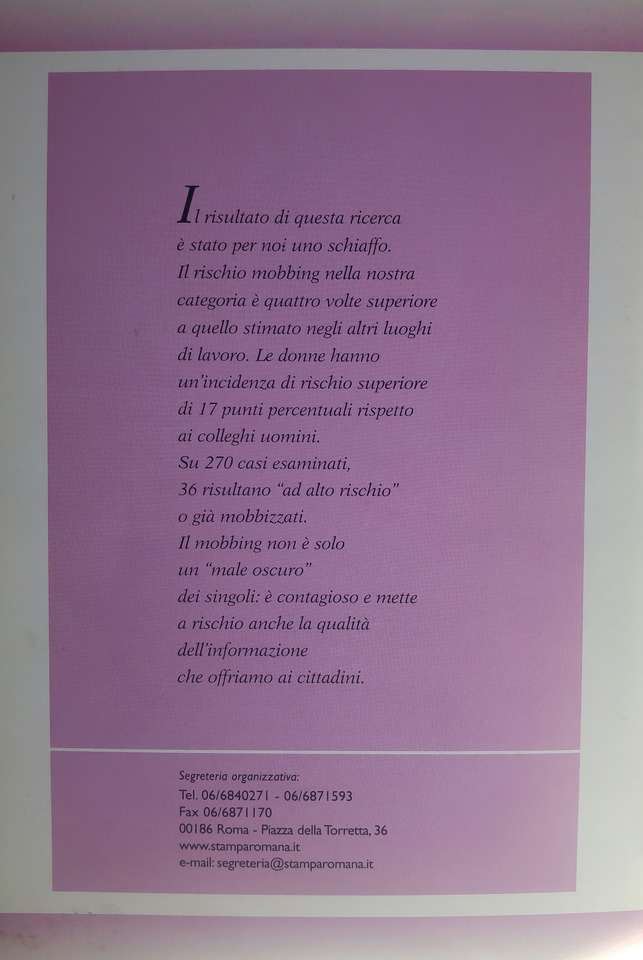 Il risultato di questa ricerca
è stato per noi uno schiaffo.
Il rischio mobbing nella nostra
categoria è quattro volte superiore
a quello stimato negli altri luoghi
di lavoro. Le donne hanno
un'incidenza di rischio superiore
di 17 punti percentuali rispetto
ai colleghi uomini.
Su 270 casi esaminati,
36 risultano “ad alto rischio”
o già mobbizzati.
Il mobbing non è solo
un “male oscuro”
dei singoli: è contagioso e mette
a rischio anche la qualità
dell'informazione
che offriamo ai cittadini.
Segreteria organizzativa:
Tel. 06/6840271 - 06/6871593
Fax 06/6871170
00186 Roma - Piazza della Torretta, 36
www.stamparomana.it
e-mail: segreteria@stamparomana.it